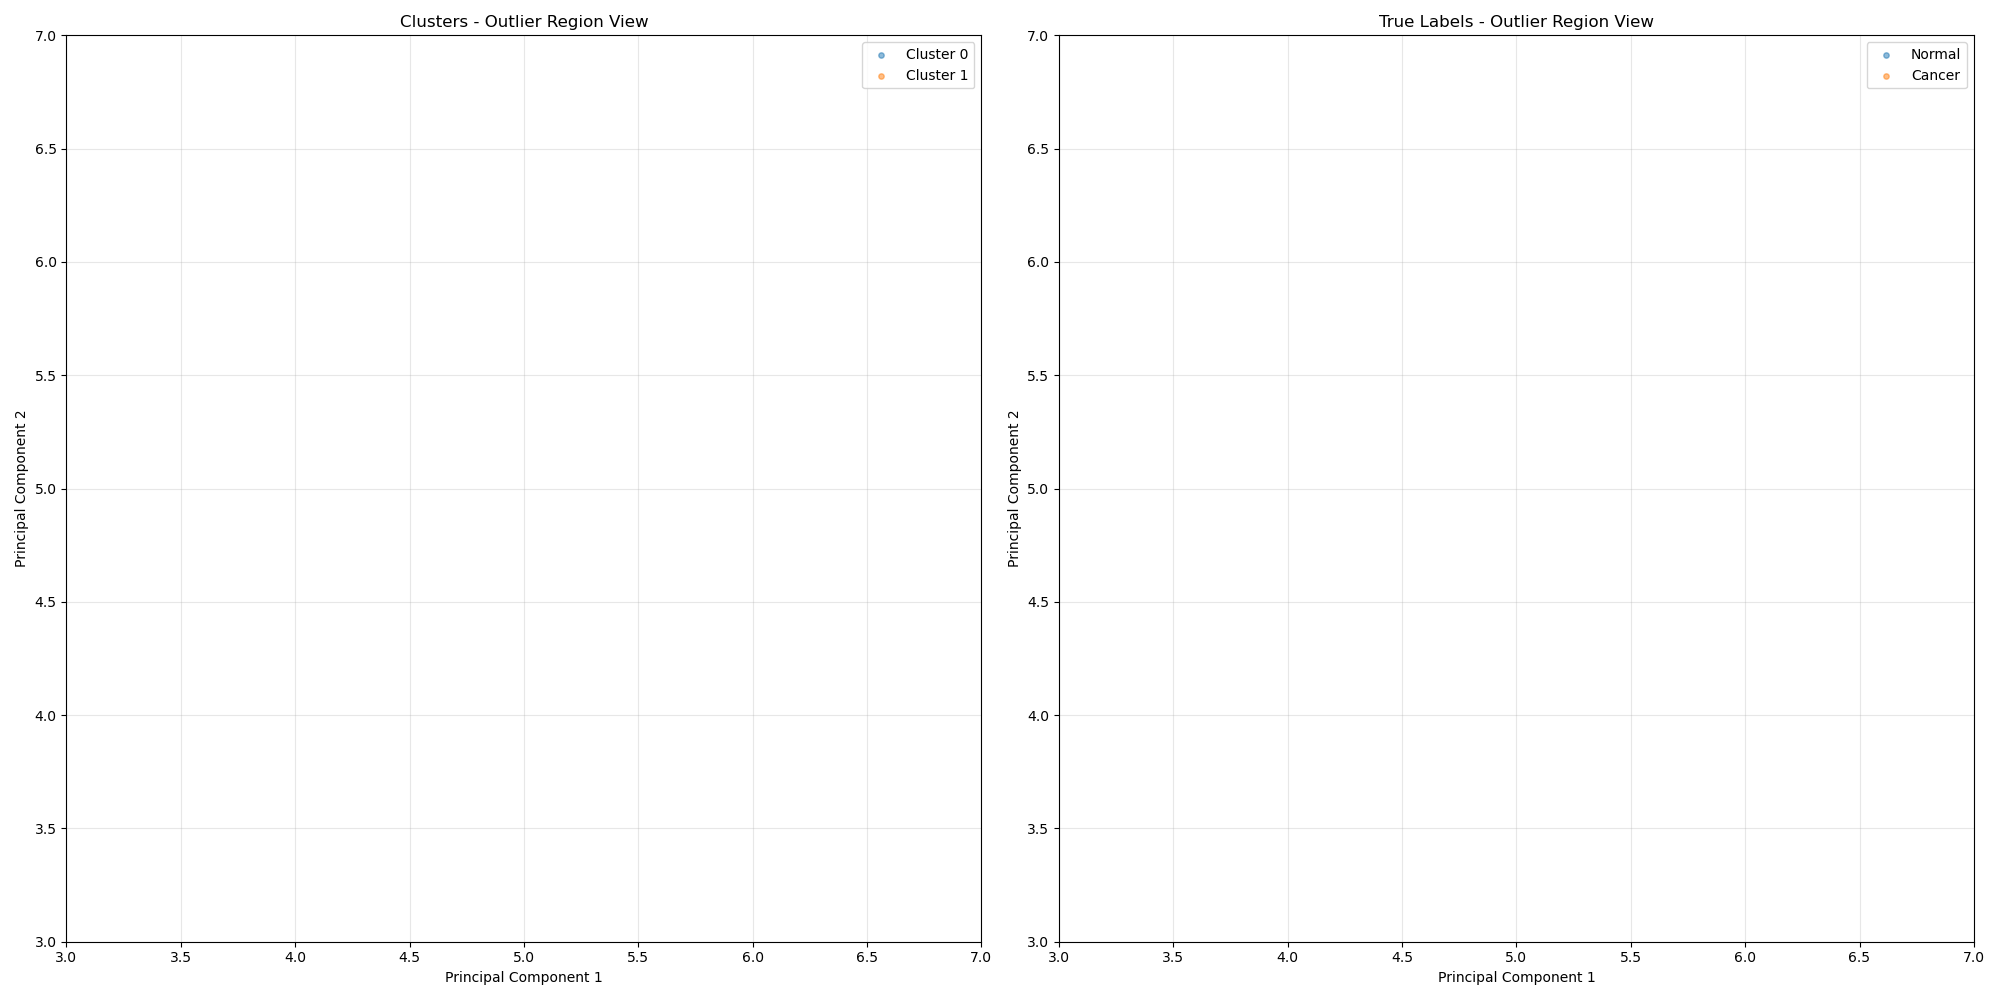 Clusters - Outlier Region View
Cluster 0
Cluster 1
7.0
6.5
6.0
5.5
5.0
4.5
4.0
3.5
3.0
Principal Component 2
3.0 3.5 4.0 4.5 5.0 5.5 6.0 6.5 7.0
Principal Component 1
True Labels - Outlier Region View
Normal
Cancer
7.0
6.5
6.0
5.5
5.0
4.5
4.0
3.5
3.0
Principal Component 2
3.0 3.5 4.0 4.5 5.0 5.5 6.0 6.5 7.0
Principal Component 1